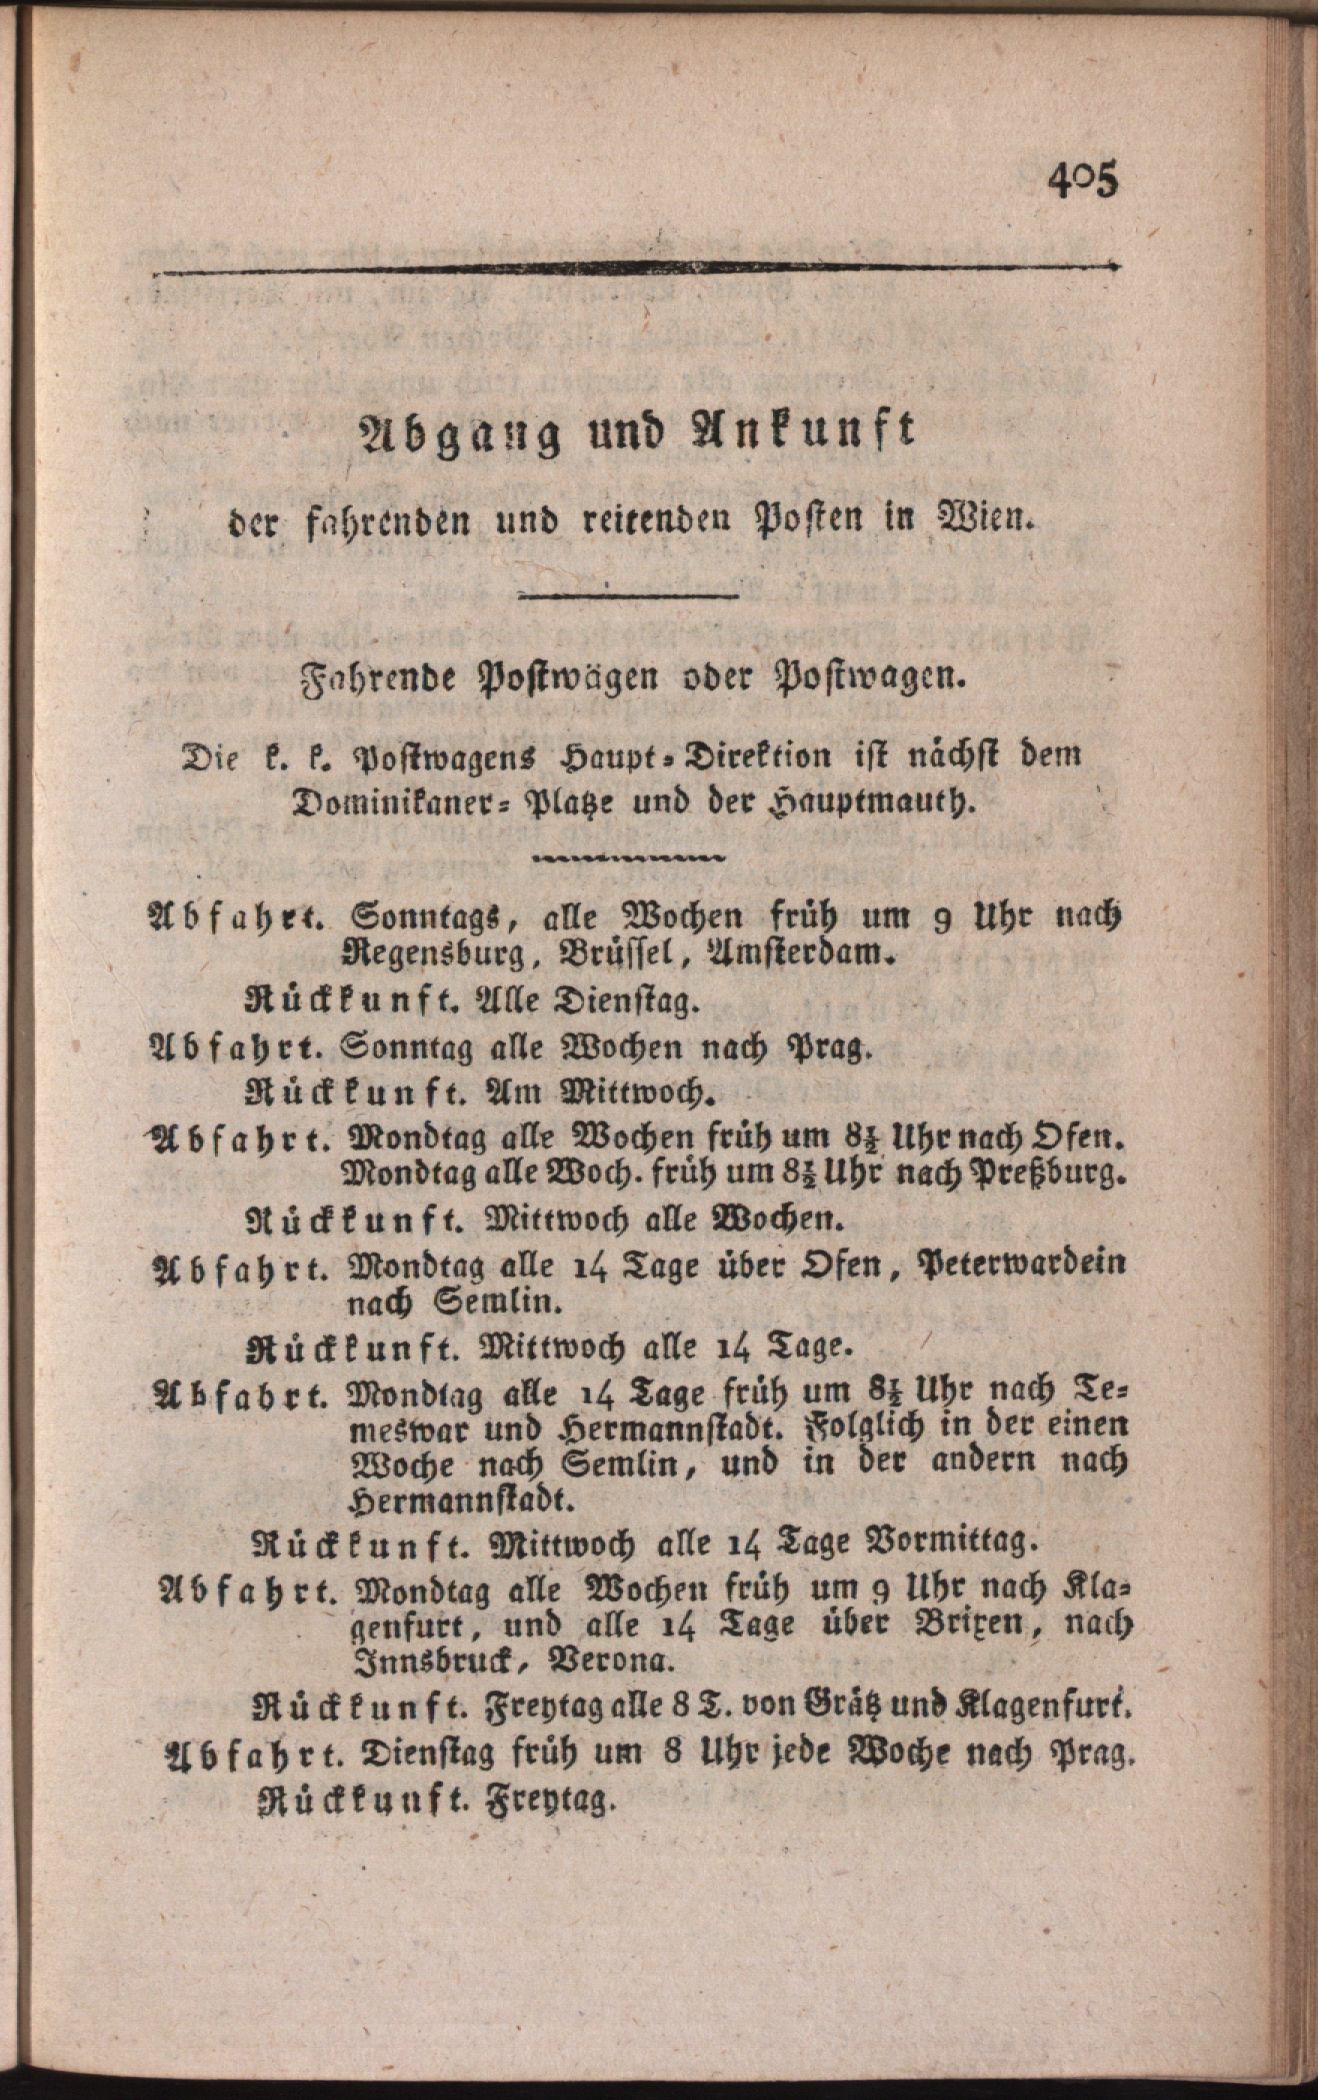 405
Abgang und Ankunft
der fahrenden und reitenden Posten in Wien.
Fahrende Postwägen oder Postwagen.
Die k. k. Postwagens Haupt-Direktion ist nächst dem
Dominikaner-Platze und der Hauptmauth.
Abfahrt. Sonntags, alle Wochen früh um 9 Uhr nach
Regensburg, Brüssel, Amsterdam.
Rückkunft. Alle Dienstag.
Abfahrt. Sonntag alle Wochen nach Prag.
Rückkunft. Am Mittwoch.
Abfahrt. Mondtag alle Wochen früh um 8½ Uhr nach Ofen.
Mondtag alle Woch. früh um 8½ Uhr nach Preßburg.
Rückkunft. Mittwoch alle Wochen.
Abfahrt. Mondtag alle 14 Tage über Ofen, Peterwardein
nach Semlin.
Rückkunft. Mittwoch alle 14 Tage.
Abfahrt. Mondtag alle 14 Tage früh um 8½ Uhr nach Te-
meswar und Hermannstadt. Folglich in der einen
Woche nach Semlin, und in der andern nach
Hermannstadt.
Rückkunft. Mittwoch alle 14 Tage Vormittag.
Abfahrt. Mondtag alle Wochen früh um 9 Uhr nach Kla-
genfurt, und alle 14 Tage über Brixen, nach
Innsbruck, Verona.
Rückkunft. Freytag alle 8 T. von Grätz und Klagenfurt.
Abfahrt. Dienstag früh um 8 Uhr jede Woche nach Prag.
Rückkunft. Freytag.